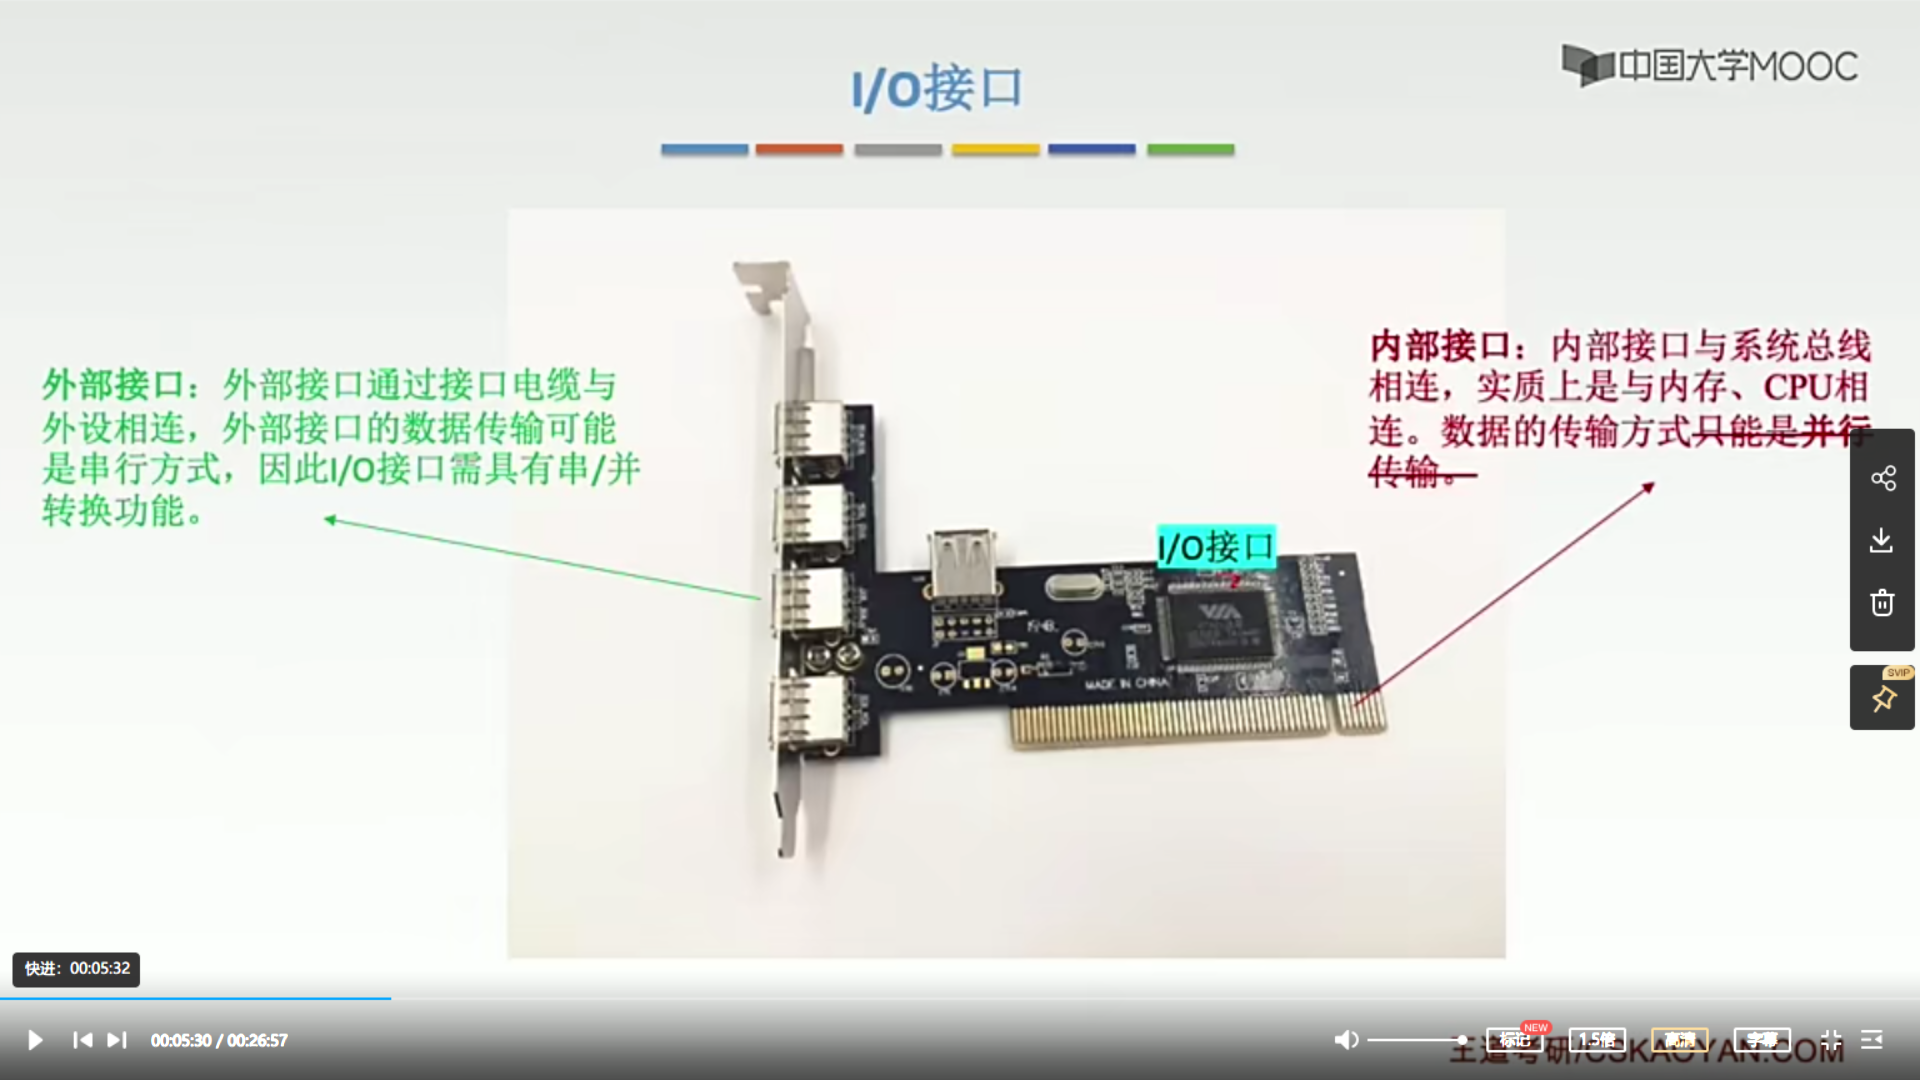 I/O接口
中国大学MOOC
外部接口：外部接口通过接口电缆与
外设相连，外部接口的数据传输可能
是串行方式，因此I/O接口需具有串/并
转换功能。
内部接口：内部接口与系统总线
相连，实质上是与内存、CPU相
连。数据的传输方式只能是并行
传输。
I/O接口
VIA
MADE IN CHINA
SVIP
快进：00:05:32
00:05:30 / 00:26:57
NEW
标记
1.5倍
高清
字幕
王道考研/CSKAOYAN.COM